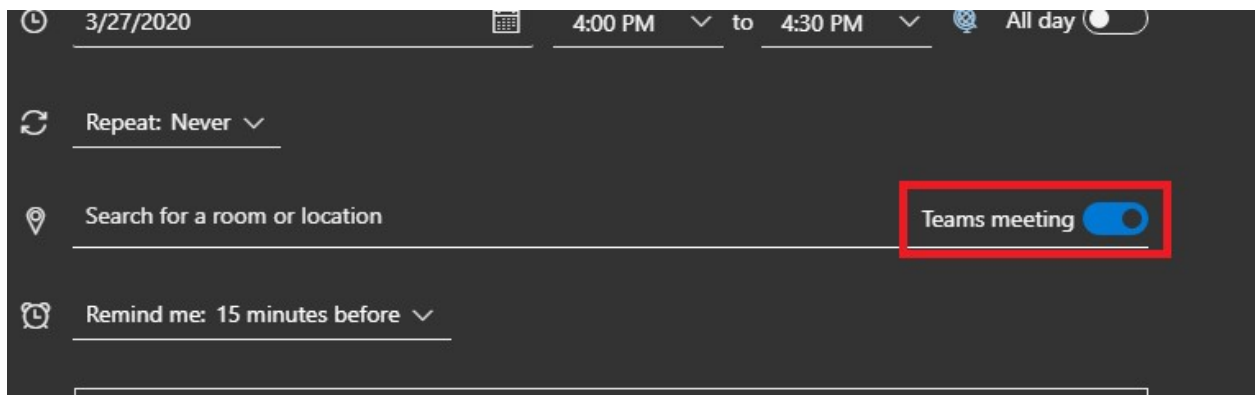 3/27/2020 4:00 PM to 4:30 PM All day
Repeat: Never
Search for a room or location Teams meeting
Remind me: 15 minutes before